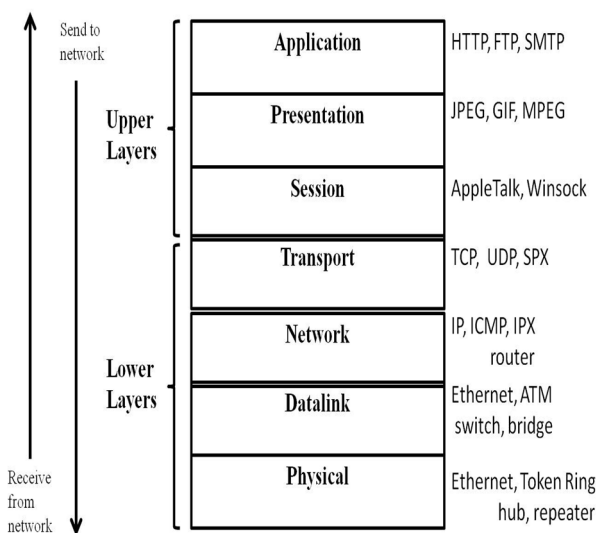 Send to
network
Upper
Layers
Lower
Layers
Receive
from
network
Application
HTTP, FTP, SMTP
Presentation
JPEG, GIF, MPEG
Session
AppleTalk, Winsock
Transport
TCP, UDP, SPX
Network
IP, ICMP, IPX
router
Datalink
Ethernet, ATM
switch, bridge
Physical
Ethernet, Token Ring
hub, repeater